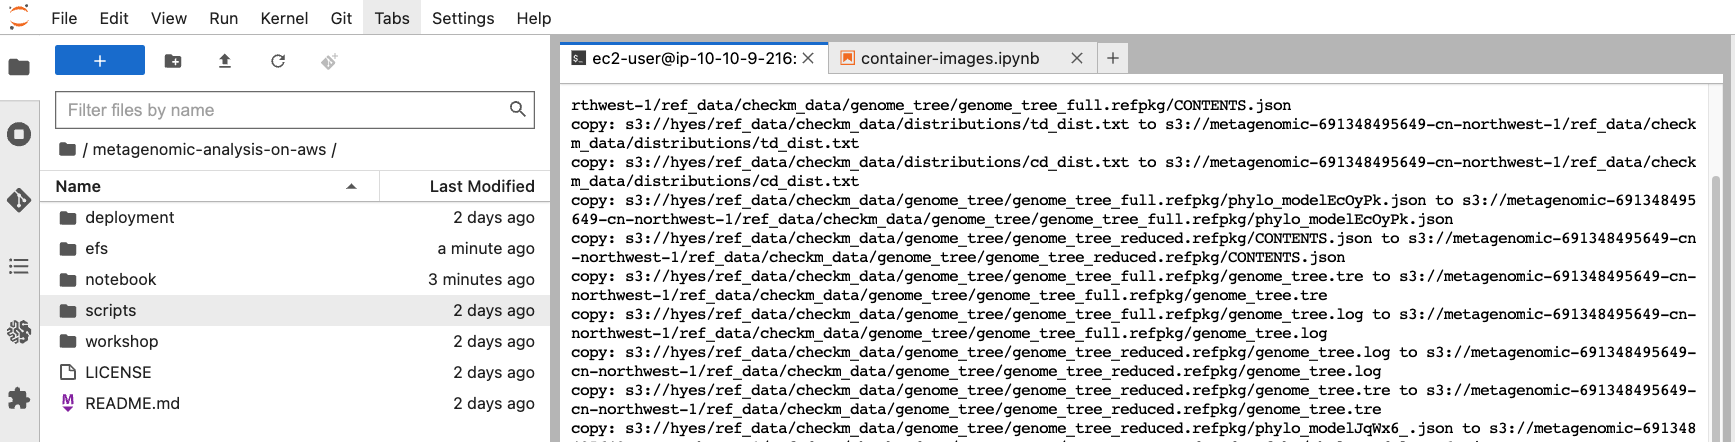 File Edit View Run Kernel Git Tabs Settings Help
+
Filter files by name
/ metagenomic-analysis-on-aws /
Name Last Modified
deployment 2 days ago
efs a minute ago
notebook 3 minutes ago
scripts 2 days ago
workshop 2 days ago
LICENSE 2 days ago
README.md 2 days ago
ec2-user@ip-10-10-9-216: container-images.ipynb +
rthwest-1/ref_data/checkm_data/genome_tree/genome_tree_full.refpkg/CONTENTS.json
copy: s3://hyes/ref_data/checkm_data/distributions/td_dist.txt to s3://metagenomic-691348495649-cn-northwest-1/ref_data/check
m_data/distributions/td_dist.txt
copy: s3://hyes/ref_data/checkm_data/distributions/cd_dist.txt to s3://metagenomic-691348495649-cn-northwest-1/ref_data/check
m_data/distributions/cd_dist.txt
copy: s3://hyes/ref_data/checkm_data/genome_tree/genome_tree_full.refpkg/phylo_modelEcOyPk.json to s3://metagenomic-691348495
649-cn-northwest-1/ref_data/checkm_data/genome_tree/genome_tree_full.refpkg/phylo_modelEcOyPk.json
copy: s3://hyes/ref_data/checkm_data/genome_tree/genome_tree_reduced.refpkg/CONTENTS.json to s3://metagenomic-691348495649-cn
-northwest-1/ref_data/checkm_data/genome_tree/genome_tree_reduced.refpkg/CONTENTS.json
copy: s3://hyes/ref_data/checkm_data/genome_tree/genome_tree_full.refpkg/genome_tree.tre to s3://metagenomic-691348495649-cn-
northwest-1/ref_data/checkm_data/genome_tree/genome_tree_full.refpkg/genome_tree.tre
copy: s3://hyes/ref_data/checkm_data/genome_tree/genome_tree_full.refpkg/genome_tree.log to s3://metagenomic-691348495649-cn-
northwest-1/ref_data/checkm_data/genome_tree/genome_tree_full.refpkg/genome_tree.log
copy: s3://hyes/ref_data/checkm_data/genome_tree/genome_tree_reduced.refpkg/genome_tree.log to s3://metagenomic-691348495649-
cn-northwest-1/ref_data/checkm_data/genome_tree/genome_tree_reduced.refpkg/genome_tree.log
copy: s3://hyes/ref_data/checkm_data/genome_tree/genome_tree_reduced.refpkg/genome_tree.tre to s3://metagenomic-691348495649-
cn-northwest-1/ref_data/checkm_data/genome_tree/genome_tree_reduced.refpkg/genome_tree.tre
copy: s3://hyes/ref_data/checkm_data/genome_tree/genome_tree_reduced.refpkg/phylo_modelJqWx6_.json to s3://metagenomic-691348